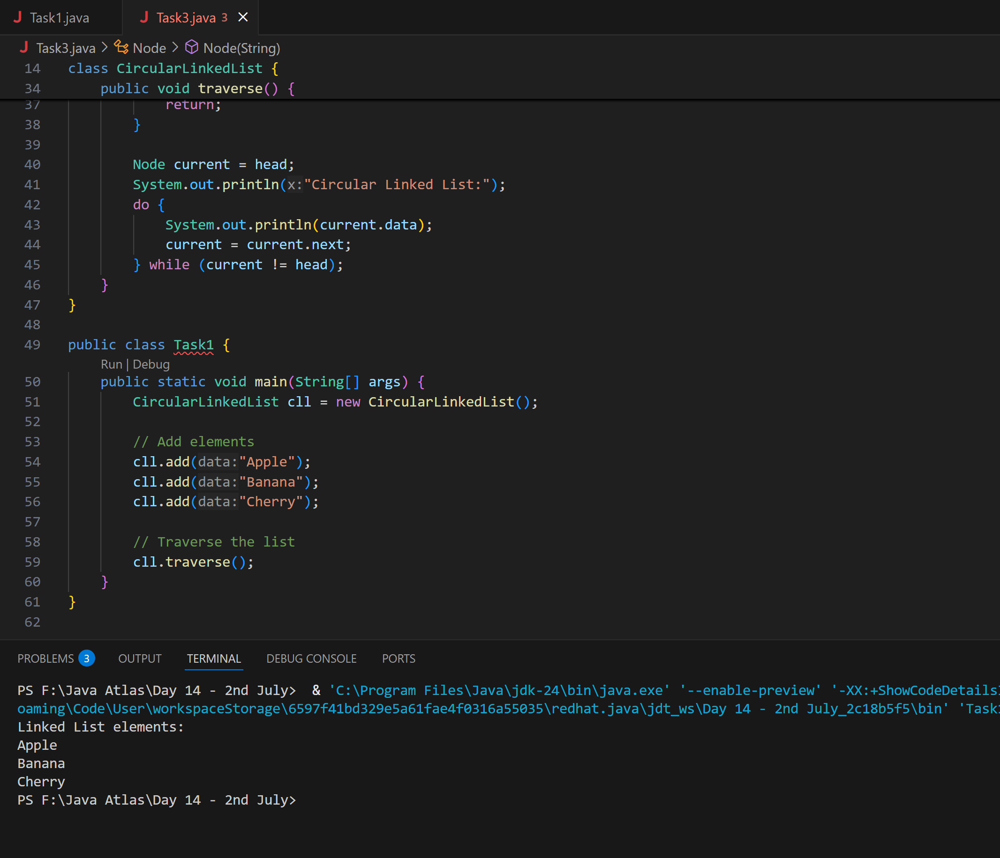 Task1.java
Task3.java 3
Task3.java > Node > Node(String)
14 class CircularLinkedList {
34 public void traverse() {
37 return;
38 }
39
40 Node current = head;
41 System.out.println(x:"Circular Linked List:");
42 do {
43 System.out.println(current.data);
44 current = current.next;
45 } while (current != head);
46 }
47 }
48
49 public class Task1 {
Run | Debug
50 public static void main(String[] args) {
51 CircularLinkedList cll = new CircularLinkedList();
52
53 // Add elements
54 cll.add(data:"Apple");
55 cll.add(data:"Banana");
56 cll.add(data:"Cherry");
57
58 // Traverse the list
59 cll.traverse();
60 }
61 }
62
PROBLEMS 3 OUTPUT TERMINAL DEBUG CONSOLE PORTS
PS F:\Java Atlas\Day 14 - 2nd July>  & 'C:\Program Files\Java\jdk-24\bin\java.exe' '--enable-preview' '-XX:+ShowCodeDetails
oaming\Code\User\workspaceStorage\6597f41bd329e5a61fae4f0316a55035\redhat.java\jdt_ws\Day 14 - 2nd July_2c18b5f5\bin' 'Task
Linked List elements:
Apple
Banana
Cherry
PS F:\Java Atlas\Day 14 - 2nd July>